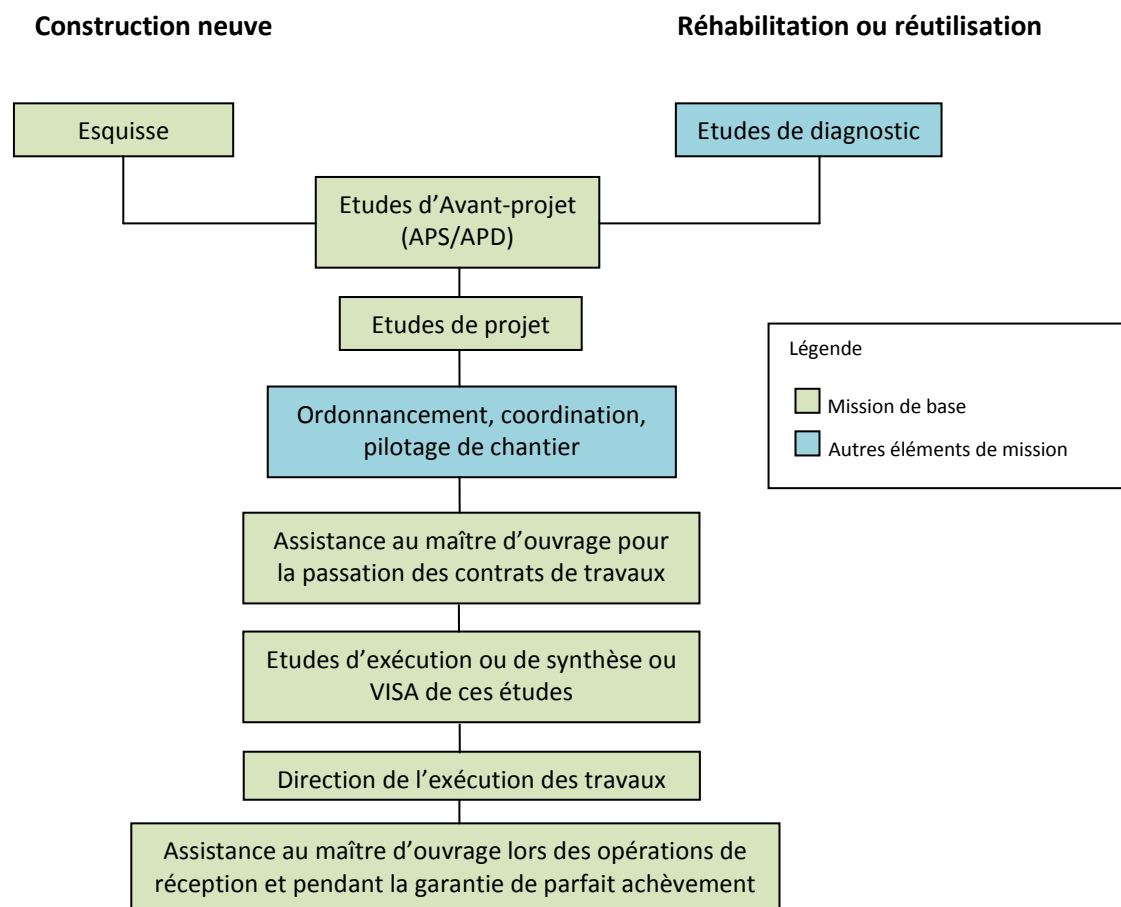 Construction neuve
Réhabilitation ou réutilisation
Esquisse
Etudes de diagnostic
Etudes d’Avant-projet
(APS/APD)
Etudes de projet
Légende
Mission de base
Autres éléments de mission
Ordonnancement, coordination,
pilotage de chantier
Assistance au maître d’ouvrage pour
la passation des contrats de travaux
Etudes d’exécution ou de synthèse ou
VISA de ces études
Direction de l’exécution des travaux
Assistance au maître d’ouvrage lors des opérations de
réception et pendant la garantie de parfait achèvement